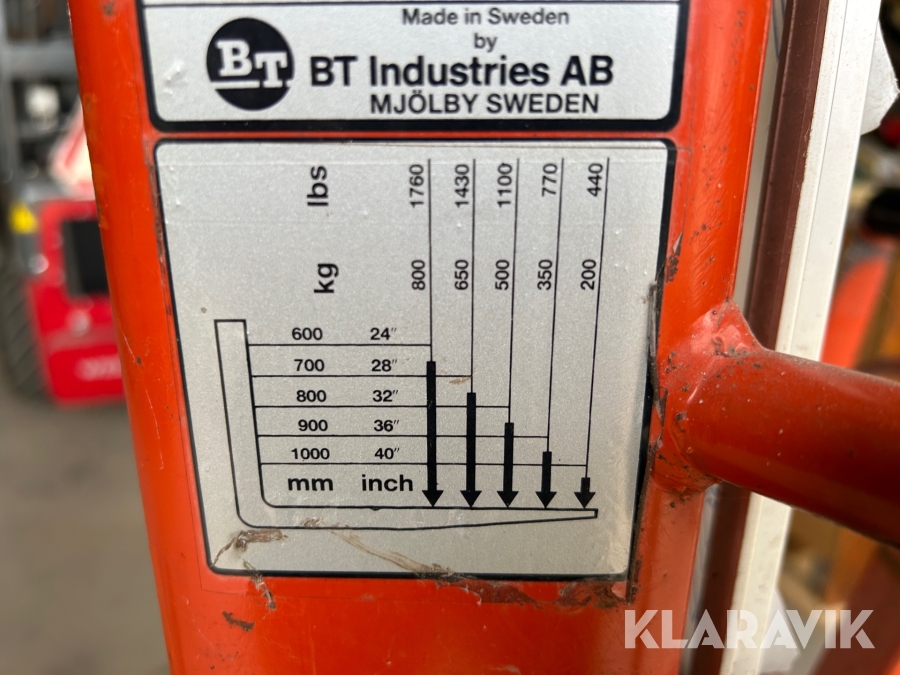 Made in Sweden
by
BT
BT Industries AB
MJÖLBY SWEDEN
lbs 1760 1430 1100 770 440
kg 800 650 500 350 200
600 24"
700 28"
800 32"
900 36"
1000 40"
mm inch
KLARAVIK